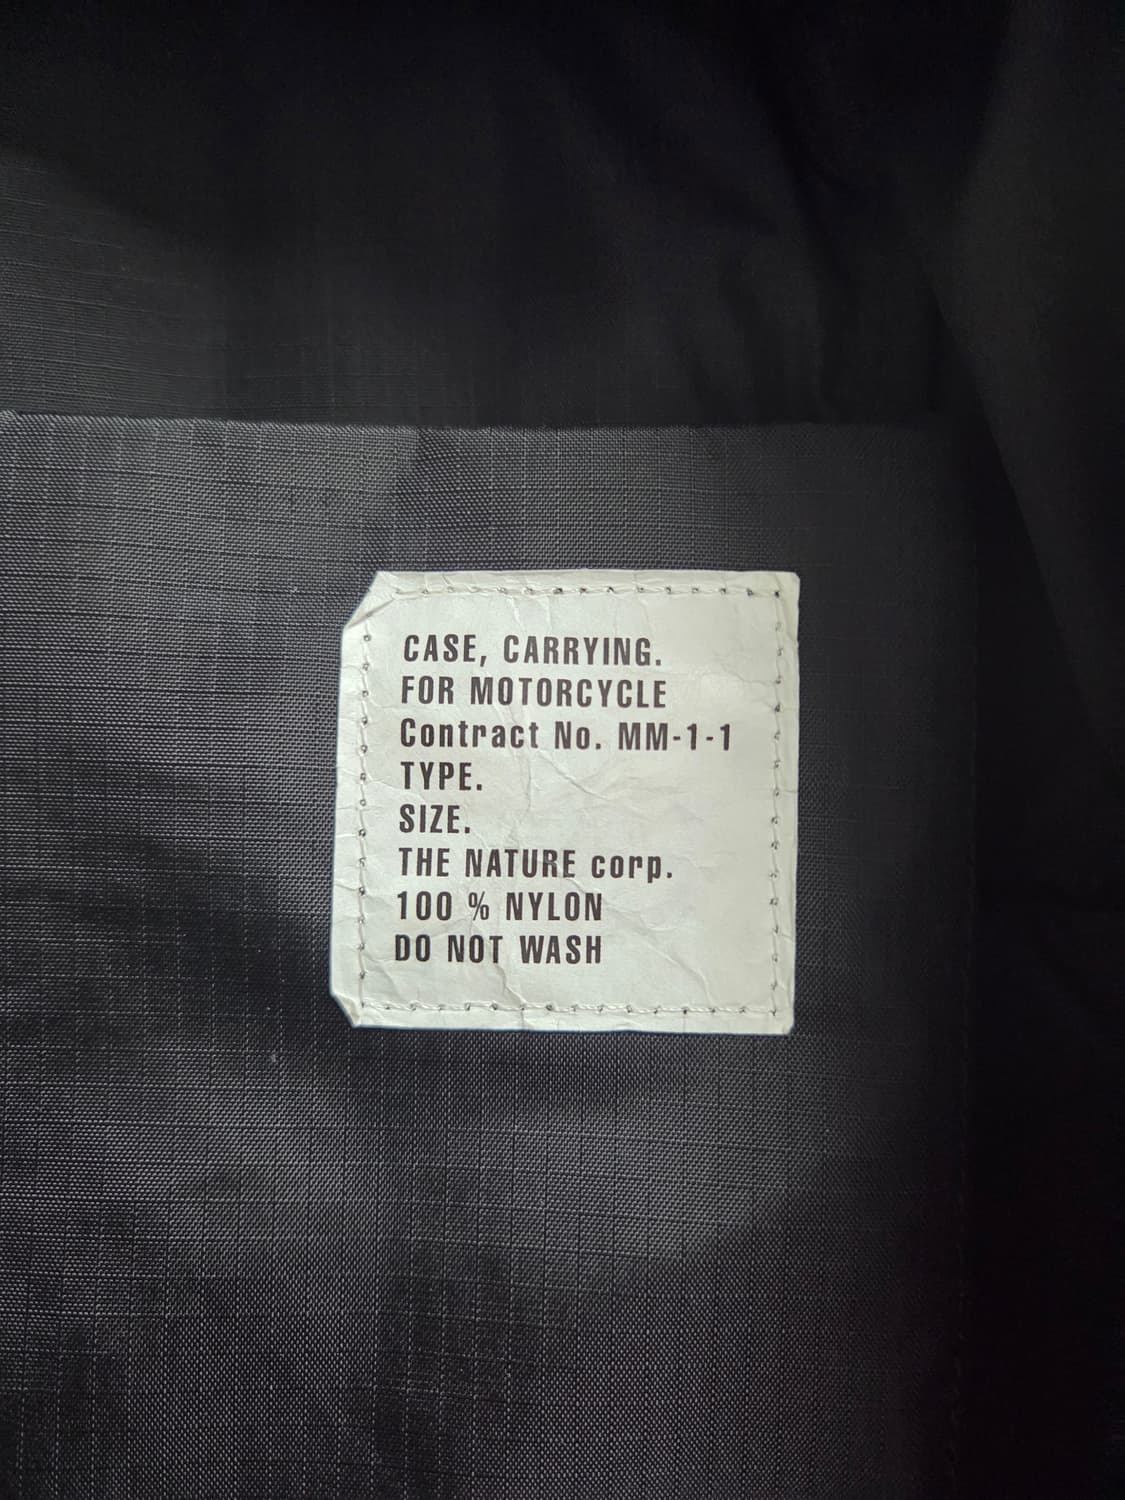 CASE, CARRYING.
FOR MOTORCYCLE
Contract No. MM-1-1
TYPE.
SIZE.
THE NATURE corp.
100 % NYLON
DO NOT WASH